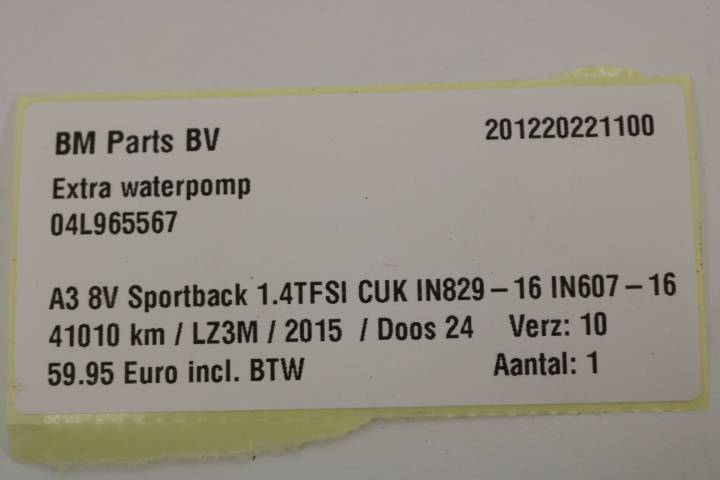 BM Parts BV 201220221100
Extra waterpomp
04L965567
A3 8V Sportback 1.4TFSI CUK IN829-16 IN607-16
41010 km / LZ3M / 2015 / Doos 24 Verz: 10
59.95 Euro incl. BTW Aantal: 1